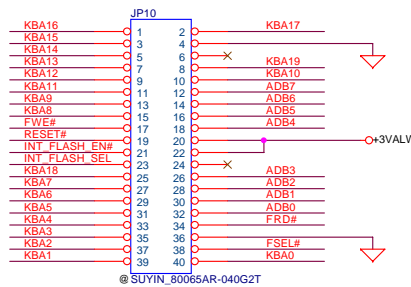 JP10
KBA16 1 2 KBA17
KBA15 3 4
KBA14 5 6
KBA13 7 8 KBA19
KBA12 9 10 KBA10
KBA11 11 12 ADB7
KBA9 13 14 ADB6
KBA8 15 16 ADB5
FWE# 17 18 ADB4
RESET# 19 20 +3VALW
INT_FLASH_EN# 21 22
INT_FLASH_SEL 23 24
KBA18 25 26 ADB3
KBA7 27 28 ADB2
KBA6 29 30 ADB1
KBA5 31 32 ADB0
KBA4 33 34 FRD#
KBA3 35 36
KBA2 37 38 FSEL#
KBA1 39 40 KBA0
@SUYIN_80065AR-040G2T